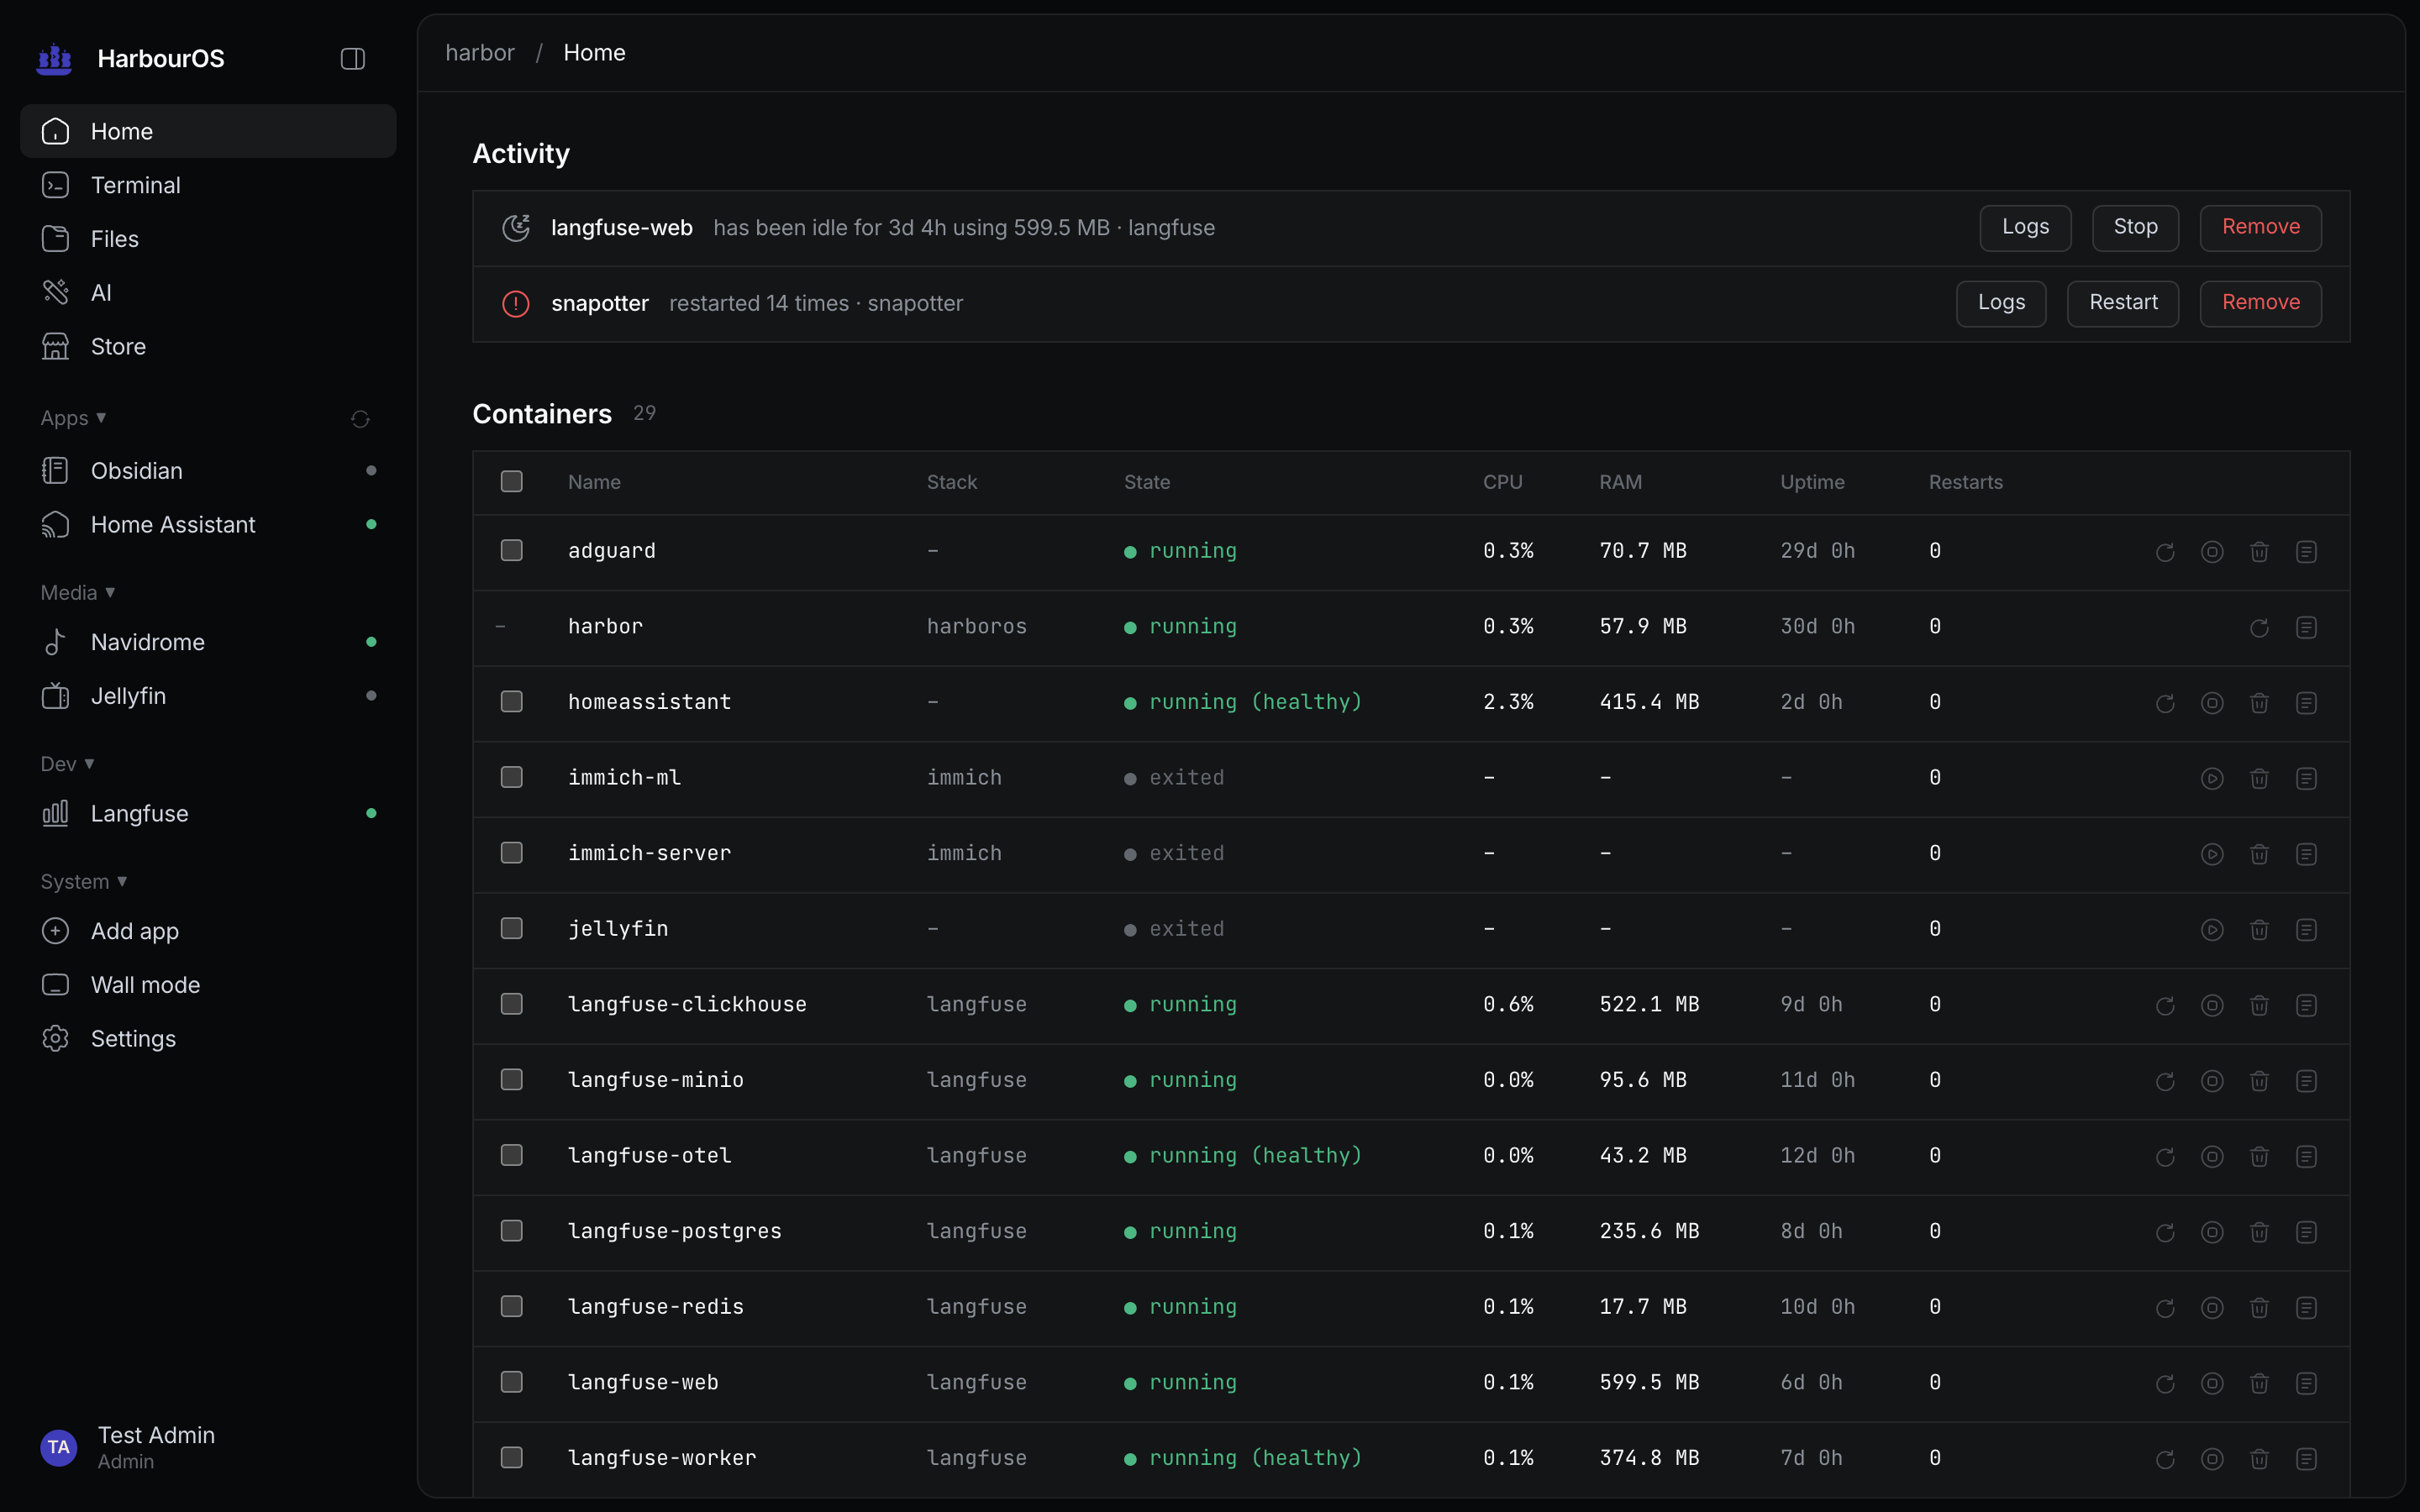 HarbourOS
Home
Terminal
Files
AI
Store
Apps ▾
Obsidian
Home Assistant
Media ▾
Navidrome
Jellyfin
Dev ▾
Langfuse
System ▾
Add app
Wall mode
Settings
TA Test Admin
Admin
harbor / Home
Activity
langfuse-web has been idle for 3d 4h using 599.5 MB · langfuse Logs Stop Remove
snapotter restarted 14 times · snapotter Logs Restart Remove
Containers 29
Name Stack State CPU RAM Uptime Restarts
adguard – running 0.3% 70.7 MB 29d 0h 0
– harbor harboros running 0.3% 57.9 MB 30d 0h 0
homeassistant – running (healthy) 2.3% 415.4 MB 2d 0h 0
immich-ml immich exited – – – 0
immich-server immich exited – – – 0
jellyfin – exited – – – 0
langfuse-clickhouse langfuse running 0.6% 522.1 MB 9d 0h 0
langfuse-minio langfuse running 0.0% 95.6 MB 11d 0h 0
langfuse-otel langfuse running (healthy) 0.0% 43.2 MB 12d 0h 0
langfuse-postgres langfuse running 0.1% 235.6 MB 8d 0h 0
langfuse-redis langfuse running 0.1% 17.7 MB 10d 0h 0
langfuse-web langfuse running 0.1% 599.5 MB 6d 0h 0
langfuse-worker langfuse running (healthy) 0.1% 374.8 MB 7d 0h 0